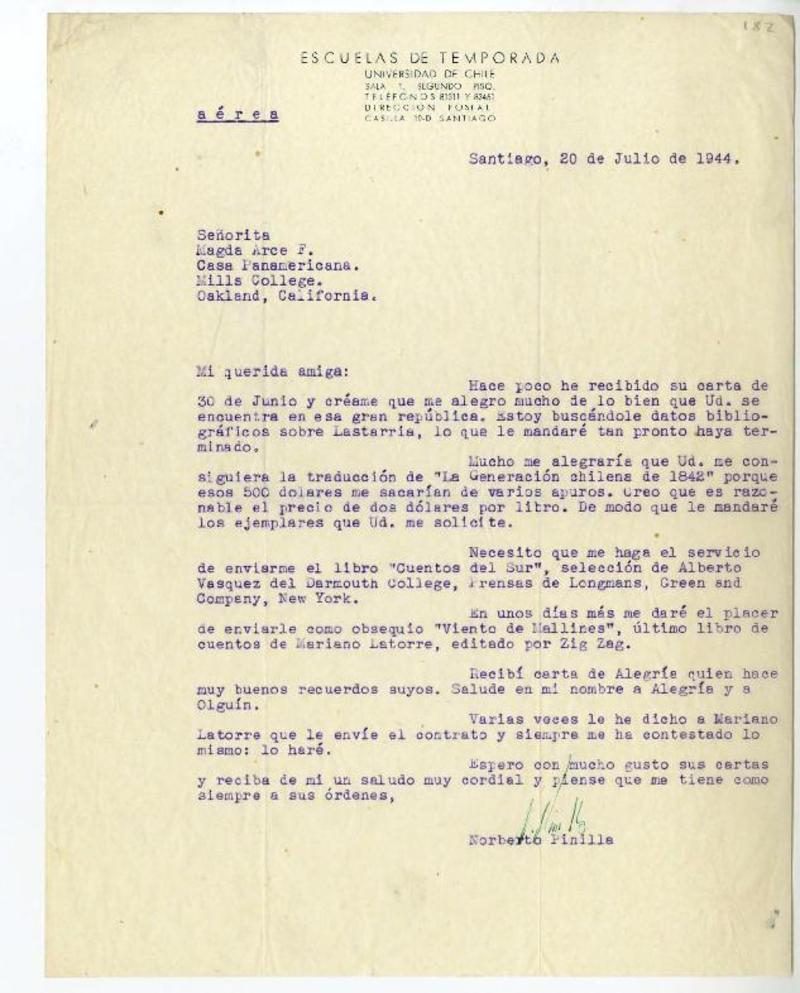 182
ESCUELAS DE TEMPORADA
UNIVERSIDAD DE CHILE
SALA 1, SEGUNDO PISO,
TELÉFONOS 81511 Y 83451
DIRECCIÓN POSTAL
CASILLA 10-D SANTIAGO
aérea
Santiago, 20 de Julio de 1944.
Señorita
Magda Arce F.
Casa Panamericana.
Mills College.
Oakland, California.
Mi querida amiga:
Hace poco he recibido su carta de
30 de Junio y créame que me alegro mucho de lo bien que Ud. se
encuentra en esa gran república. Estoy buscándole datos biblio-
gráficos sobre Lastarria, lo que le mandaré tan pronto haya ter-
minado.
Mucho me alegraría que Ud. me con-
siguiera la traducción de "La Generación chilena de 1842" porque
esos 500 dolares me sacarían de varios apuros. Creo que es razo-
nable el precio de dos dólares por libro. De modo que le mandaré
los ejemplares que Ud. me solicite.
Necesito que me haga el servicio
de enviarme el libro "Cuentos del Sur", selección de Alberto
Vasquez del Darmouth College, Prensas de Longmans, Green and
Company, New York.
En unos días más me daré el placer
de enviarle como obsequio "Viento de Mallines", último libro de
cuentos de Mariano Latorre, editado por Zig Zag.
Recibí carta de Alegría quien hace
muy buenos recuerdos suyos. Salude en mi nombre a Alegría y a
Olguín.
Varias veces le he dicho a Mariano
Latorre que le envíe el contrato y siempre me ha contestado lo
mismo: lo haré.
Espero con mucho gusto sus cartas
y reciba de mi un saludo muy cordial y piense que me tiene como
siempre a sus órdenes,
Norberto Pinilla